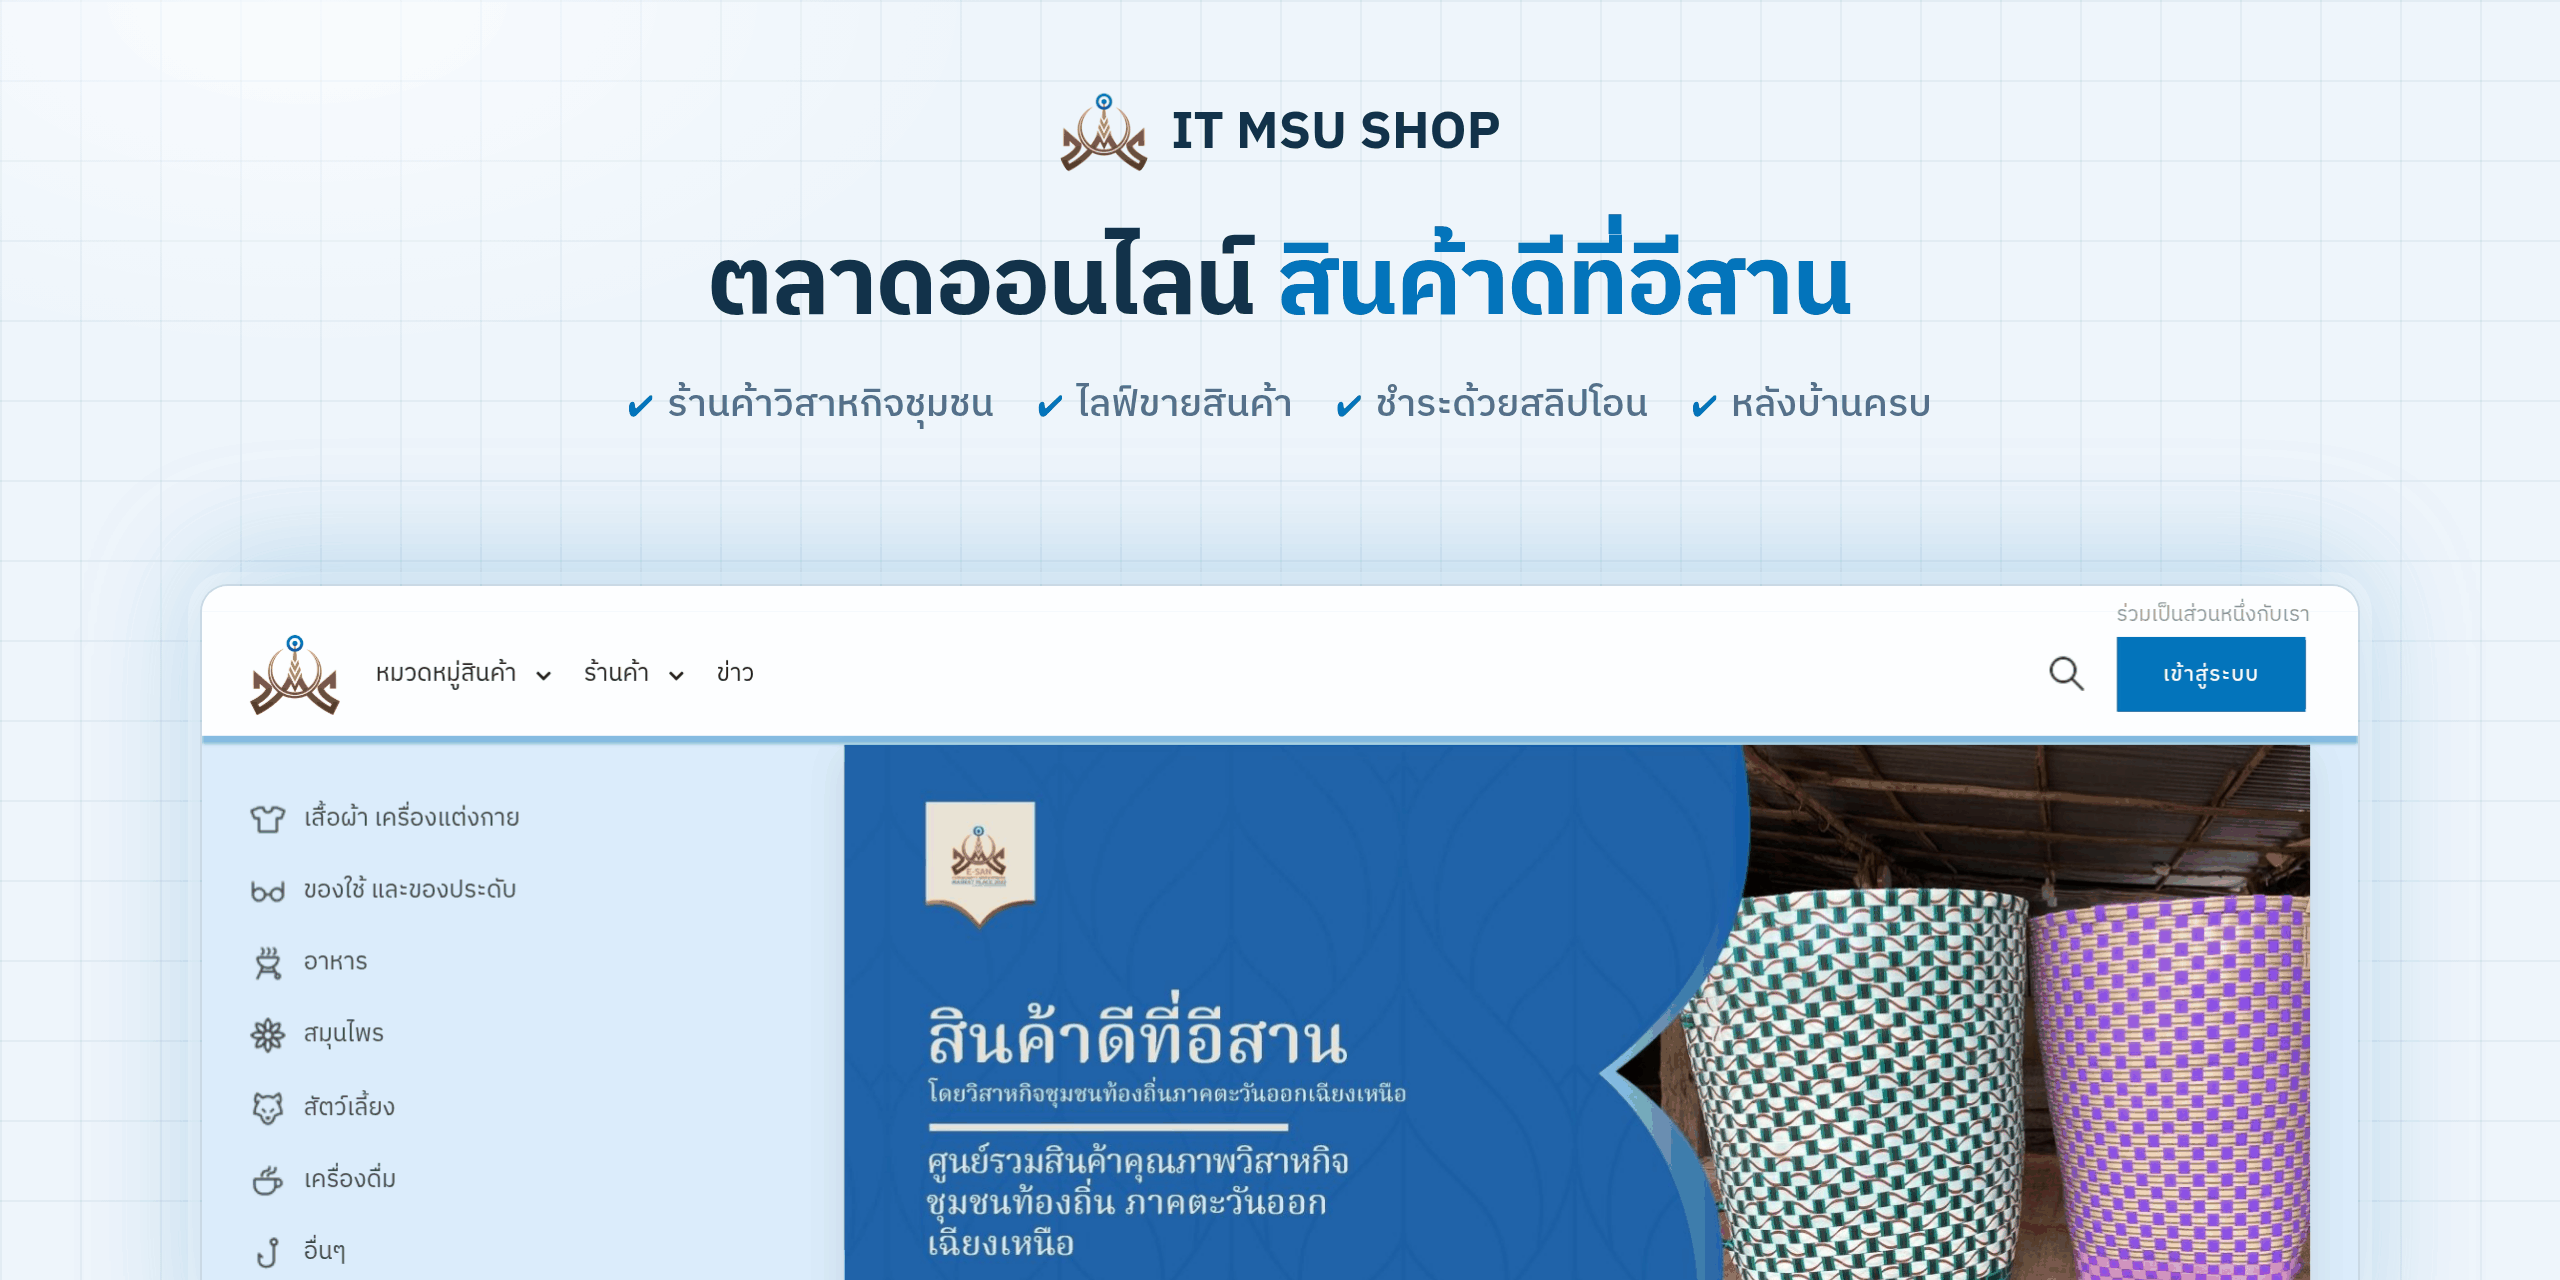 IT MSU SHOP
ตลาดออนไลน์ สินค้าดีที่อีสาน
✔ ร้านค้าวิสาหกิจชุมชน ✔ ไลฟ์ขายสินค้า ✔ ชำระด้วยสลิปโอน ✔ หลังบ้านครบ
ร่วมเป็นส่วนหนึ่งกับเรา
หมวดหมู่สินค้า ร้านค้า ข่าว เข้าสู่ระบบ
เสื้อผ้า เครื่องแต่งกาย
ของใช้ และของประดับ
อาหาร
สมุนไพร
สัตว์เลี้ยง
เครื่องดื่ม
อื่นๆ
E-SAN
สินค้าดีที่อีสาน
โดยวิสาหกิจชุมชนท้องถิ่นภาคตะวันออกเฉียงเหนือ
ศูนย์รวมสินค้าคุณภาพวิสาหกิจ
ชุมชนท้องถิ่น ภาคตะวันออก
เฉียงเหนือ